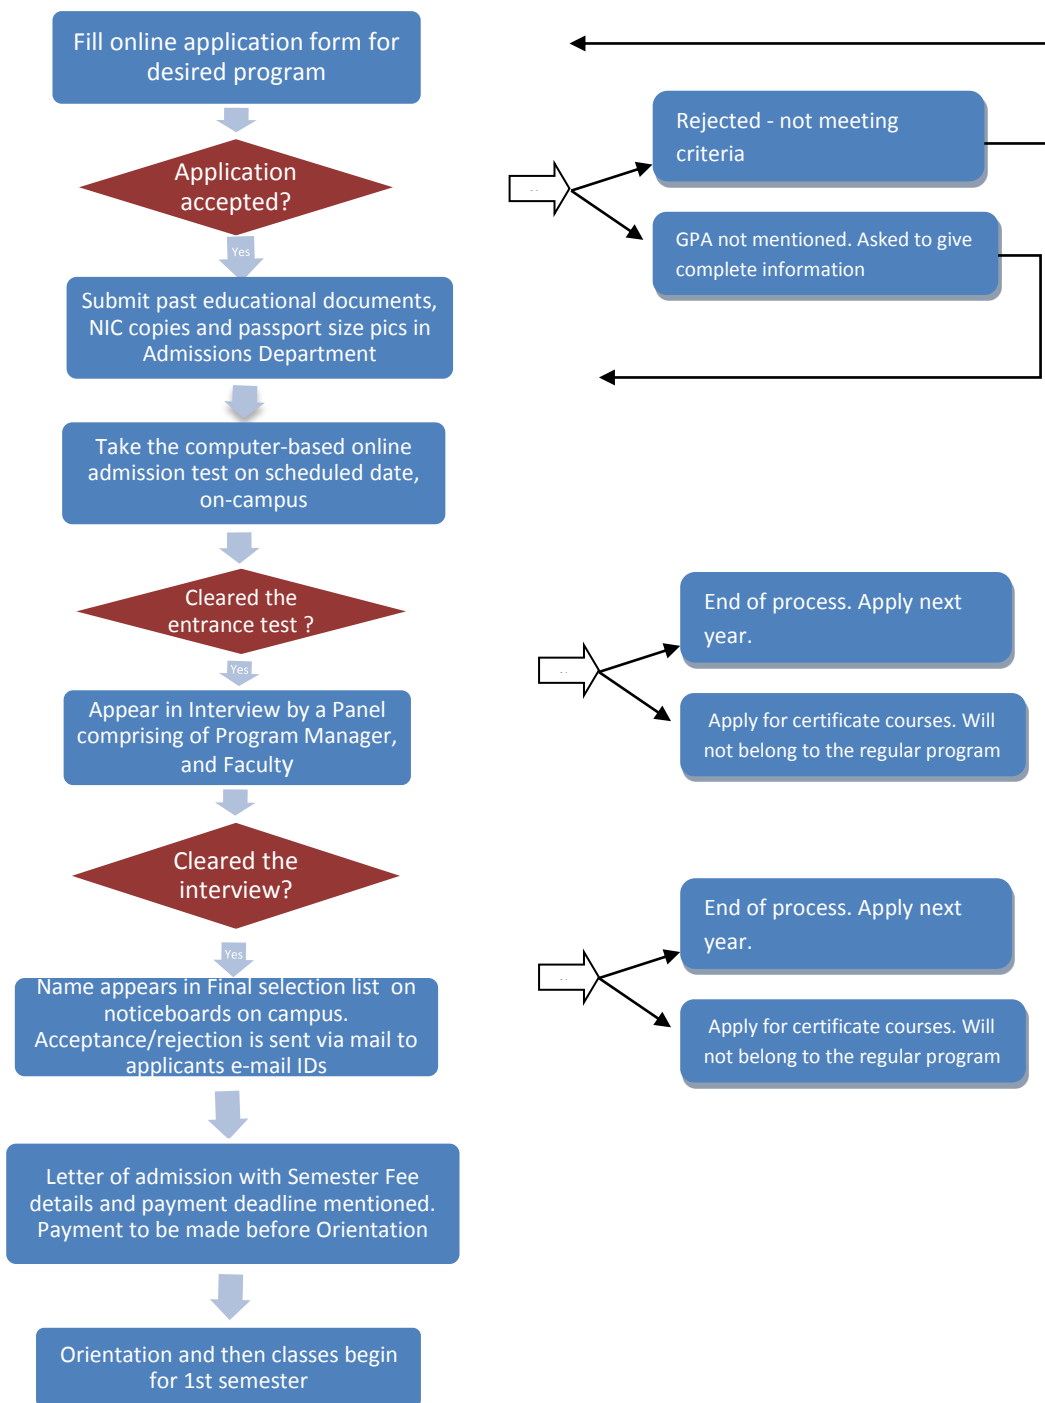 Fill online application form for
desired program
Application
accepted?
Yes
Rejected - not meeting
criteria
GPA not mentioned. Asked to give
complete information
Submit past educational documents,
NIC copies and passport size pics in
Admissions Department
Take the computer-based online
admission test on scheduled date,
on-campus
Cleared the
entrance test ?
Yes
End of process. Apply next
year.
Apply for certificate courses. Will
not belong to the regular program
Appear in Interview by a Panel
comprising of Program Manager,
and Faculty
Cleared the
interview?
Yes
End of process. Apply next
year.
Apply for certificate courses. Will
not belong to the regular program
Name appears in Final selection list on
noticeboards on campus.
Acceptance/rejection is sent via mail to
applicants e-mail IDs
Letter of admission with Semester Fee
details and payment deadline mentioned.
Payment to be made before Orientation
Orientation and then classes begin
for 1st semester